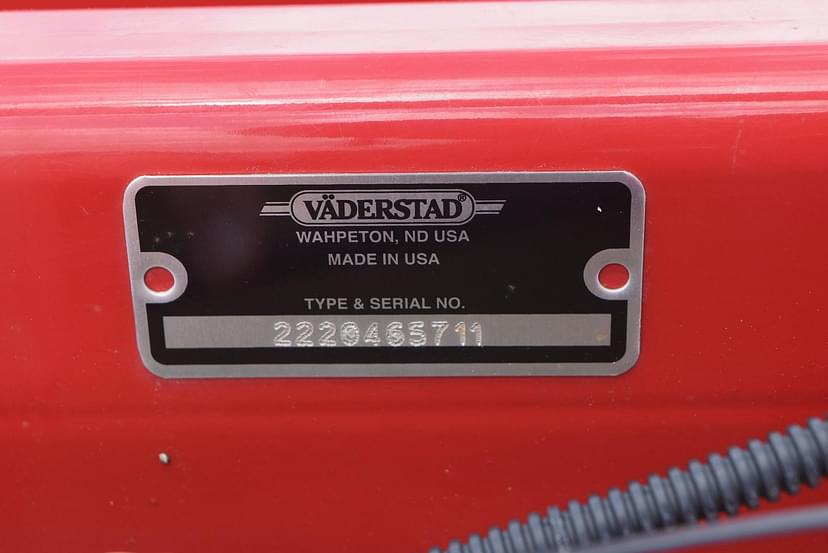 VÄDERSTAD®
WAHPETON, ND USA
MADE IN USA
TYPE & SERIAL NO.
2220465711